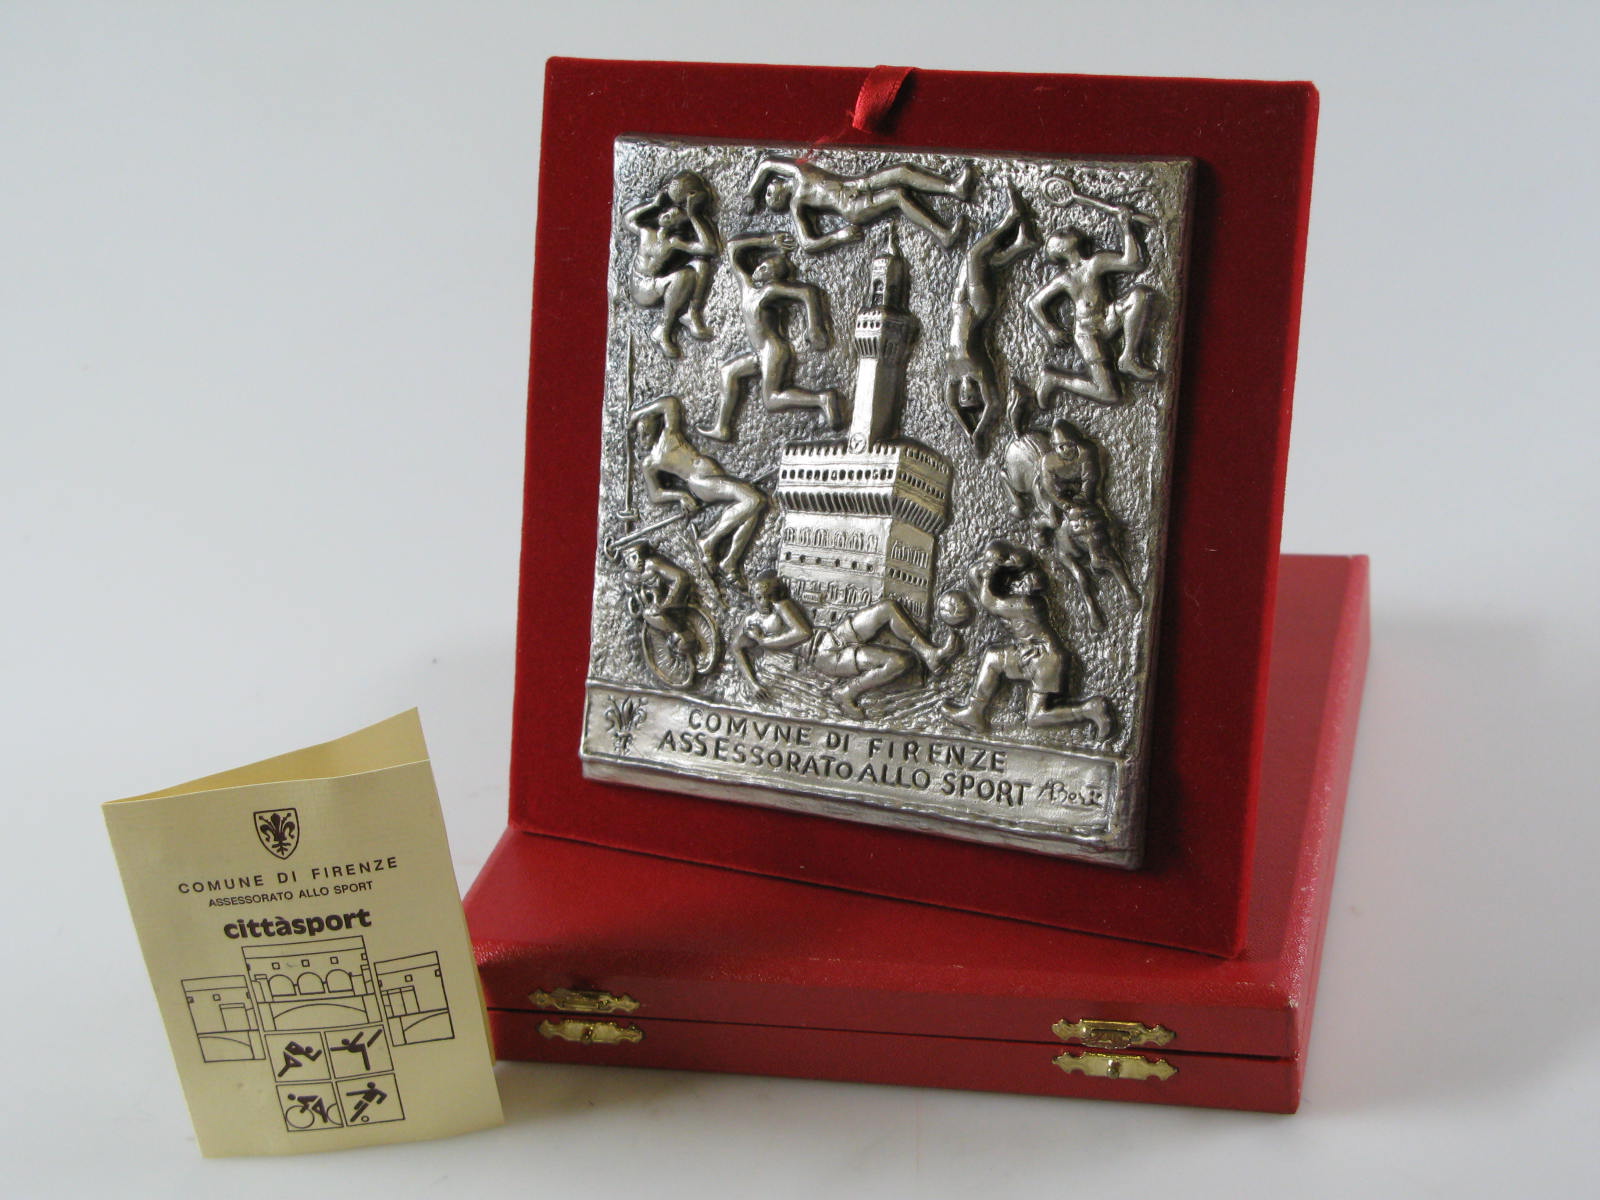 COMVNE DI FIRENZE
ASSESSORATO ALLO SPORT
COMUNE DI FIRENZE
ASSESSORATO ALLO SPORT
cittàsport